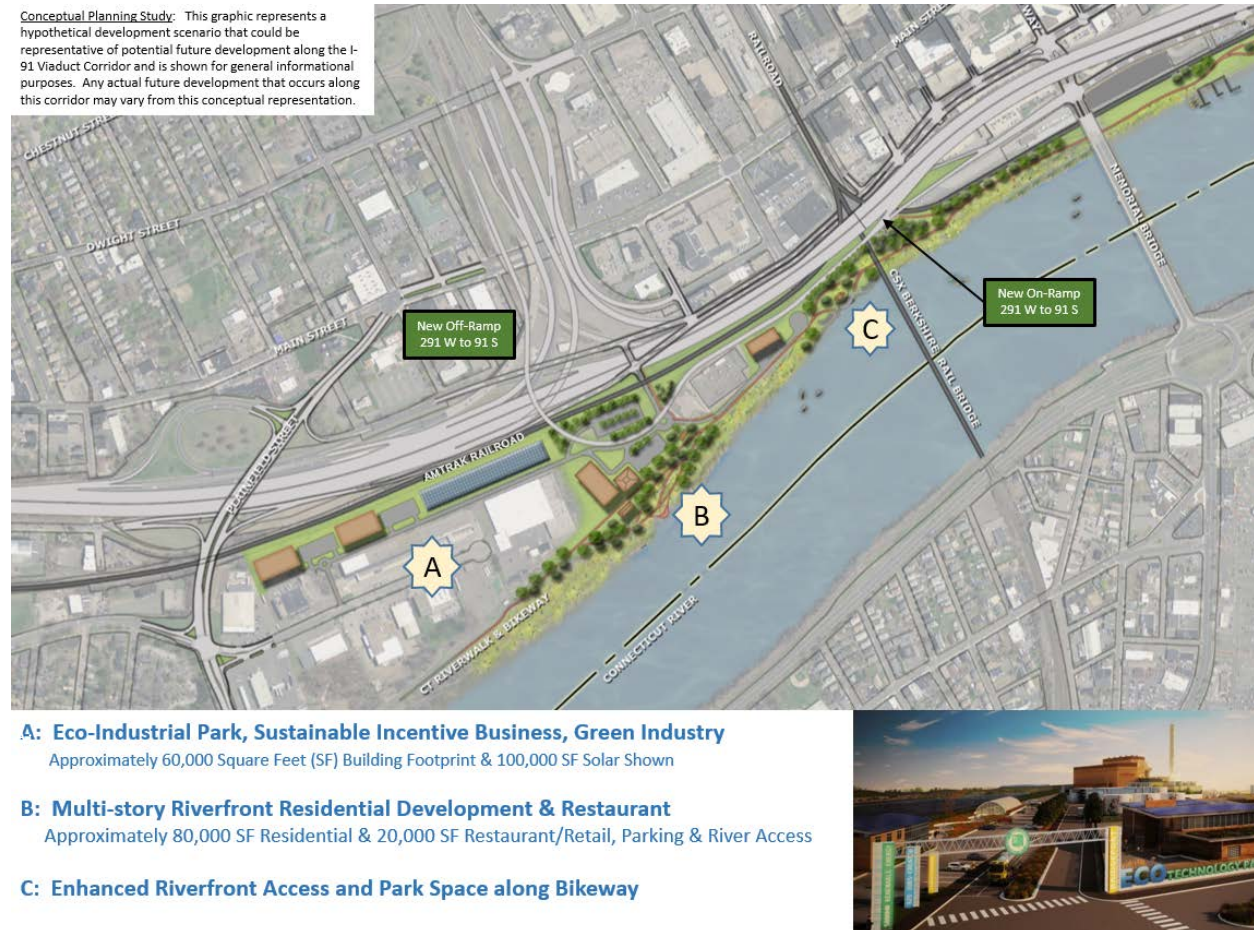 Conceptual Planning Study: This graphic represents a
hypothetical development scenario that could be
representative of potential future development along the I-
91 Viaduct Corridor and is shown for general informational
purposes. Any actual future development that occurs along
this corridor may vary from this conceptual representation.
MAIN STREET
WAY
RAILROAD
CHESTNUT STREET
DWIGHT STREET
MEMORIAL BRIDGE
New On-Ramp
291 W to 91 S
CSX BERKSHIRE RAIL BRIDGE
C
New Off-Ramp
291 W to 91 S
MAIN STREET
PLAINFIELD STREET
AMTRAK RAILROAD
B
A
CT RIVERWALK & BIKEWAY
CONNECTICUT RIVER
A: Eco-Industrial Park, Sustainable Incentive Business, Green Industry
Approximately 60,000 Square Feet (SF) Building Footprint & 100,000 SF Solar Shown
B: Multi-story Riverfront Residential Development & Restaurant
Approximately 80,000 SF Residential & 20,000 SF Restaurant/Retail, Parking & River Access
C: Enhanced Riverfront Access and Park Space along Bikeway
ECO TECHNOLOGY